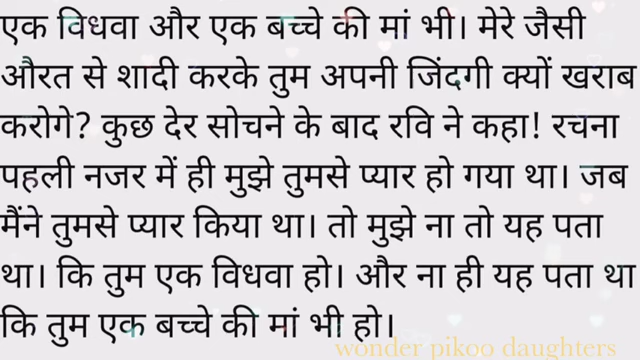 एक विधवा और एक बच्चे की मां भी। मेरे जैसी
औरत से शादी करके तुम अपनी जिंदगी क्यों खराब
करोगे? कुछ देर सोचने के बाद रवि ने कहा! रचना
पहली नजर में ही मुझे तुमसे प्यार हो गया था। जब
मैंने तुमसे प्यार किया था। तो मुझे ना तो यह पता
था। कि तुम एक विधवा हो। और ना ही यह पता था
कि तुम एक बच्चे की मां भी हो।
wonder pikoo daughters